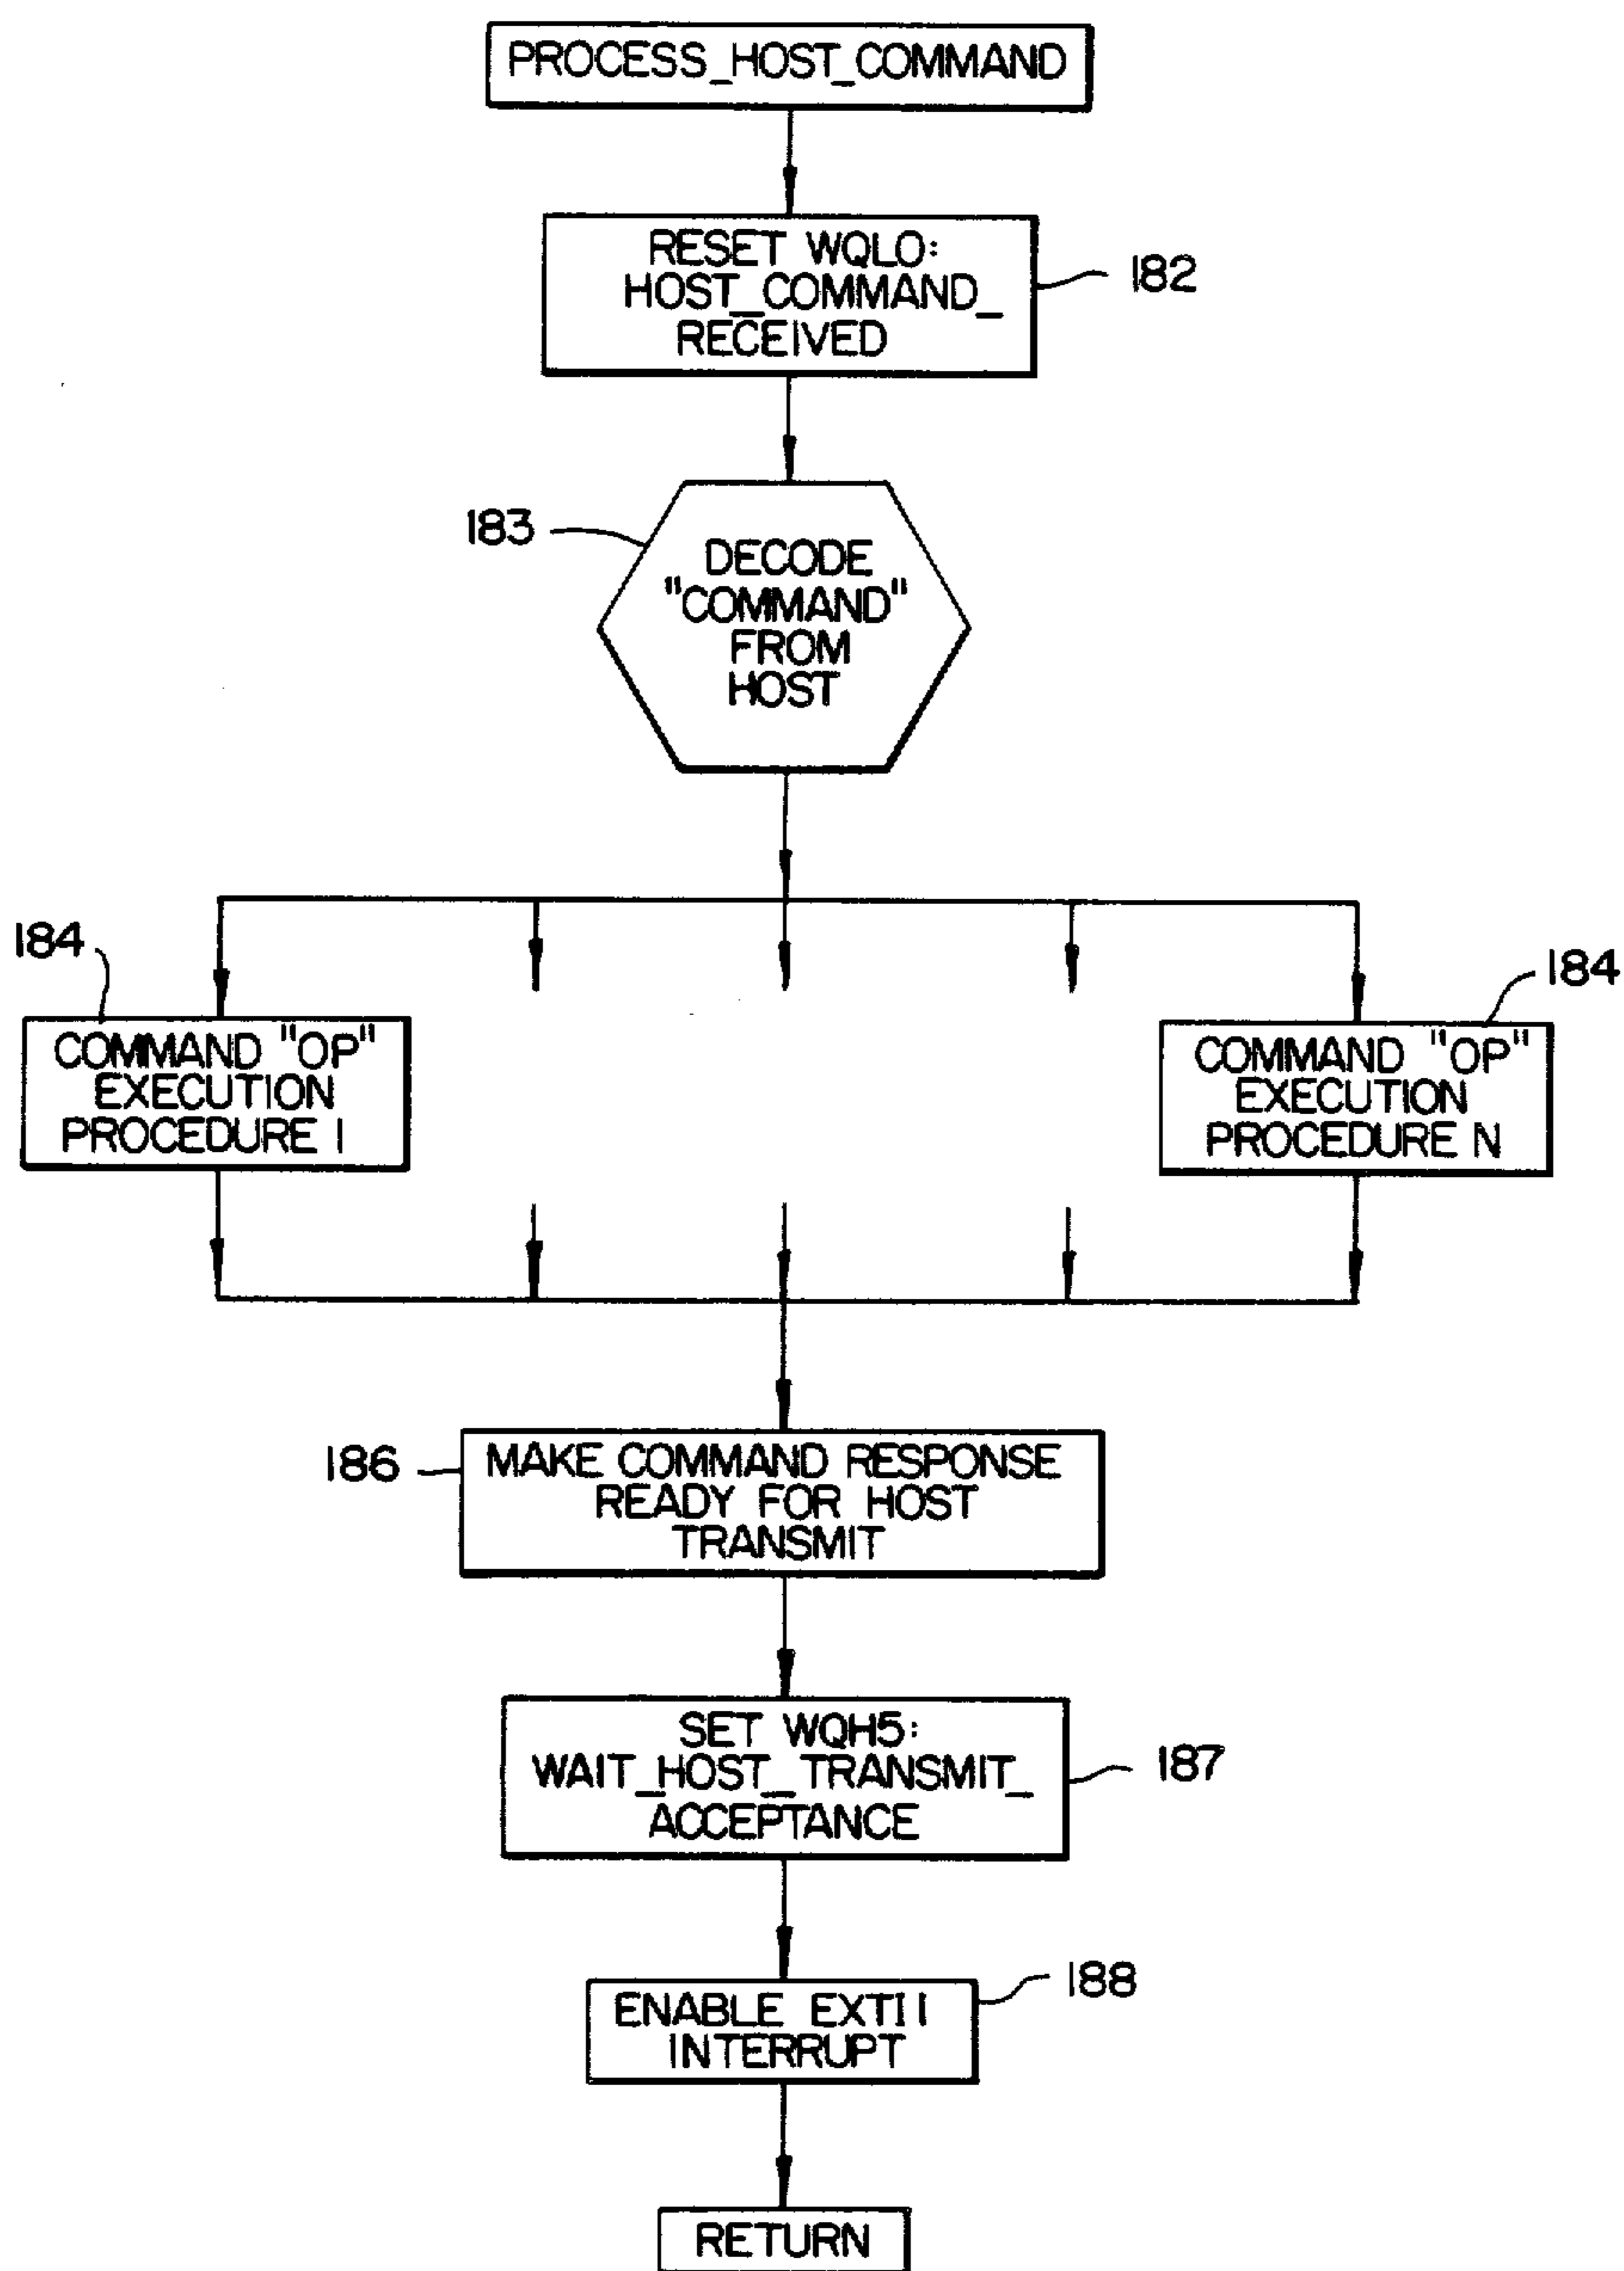 PROCESS_HOST_COMMAND
RESET WQLO:
HOST_COMMAND_
RECEIVED
182
183
DECODE
"COMMAND"
FROM
HOST
184
184
COMMAND "OP"
EXECUTION
PROCEDURE 1
COMMAND "OP"
EXECUTION
PROCEDURE N
186
MAKE COMMAND RESPONSE
READY FOR HOST
TRANSMIT
SET WQH5:
WAIT_HOST_TRANSMIT_
ACCEPTANCE
187
188
ENABLE EXTI1
INTERRUPT
RETURN